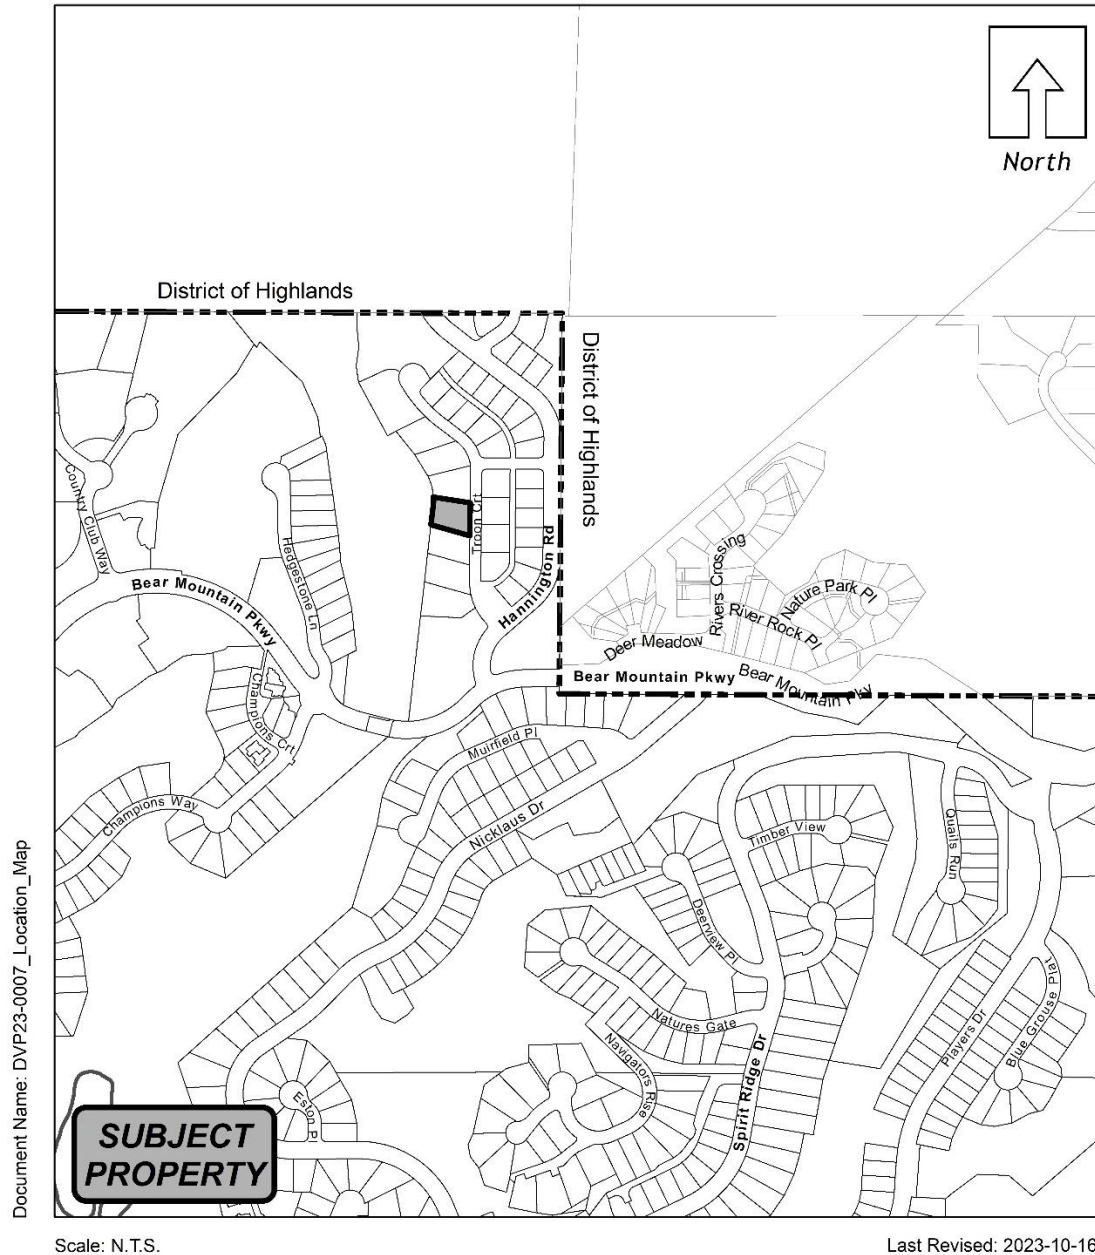 North
District of Highlands
District of Highlands
Country Club Way
Hedgestone Ln
Troon Crt
Hannington Rd
Bear Mountain Pkwy
Rivers Crossing
Nature Park Pl
River Rock Pl
Deer Meadow
Bear Mountain Pkwy
Bear Mountain Pky
Champions Crt
Muirfield Pl
Champions Way
Nicklaus Dr
Timber View
Quails Run
Deerview Pl
Natures Gate
Navigators Rise
Players Dr
Blue Grouse Plat
Spirit Ridge Dr
Eston Pl
SUBJECT
PROPERTY
Document Name: DVP23-0007_Location_Map
Scale: N.T.S.
Last Revised: 2023-10-16